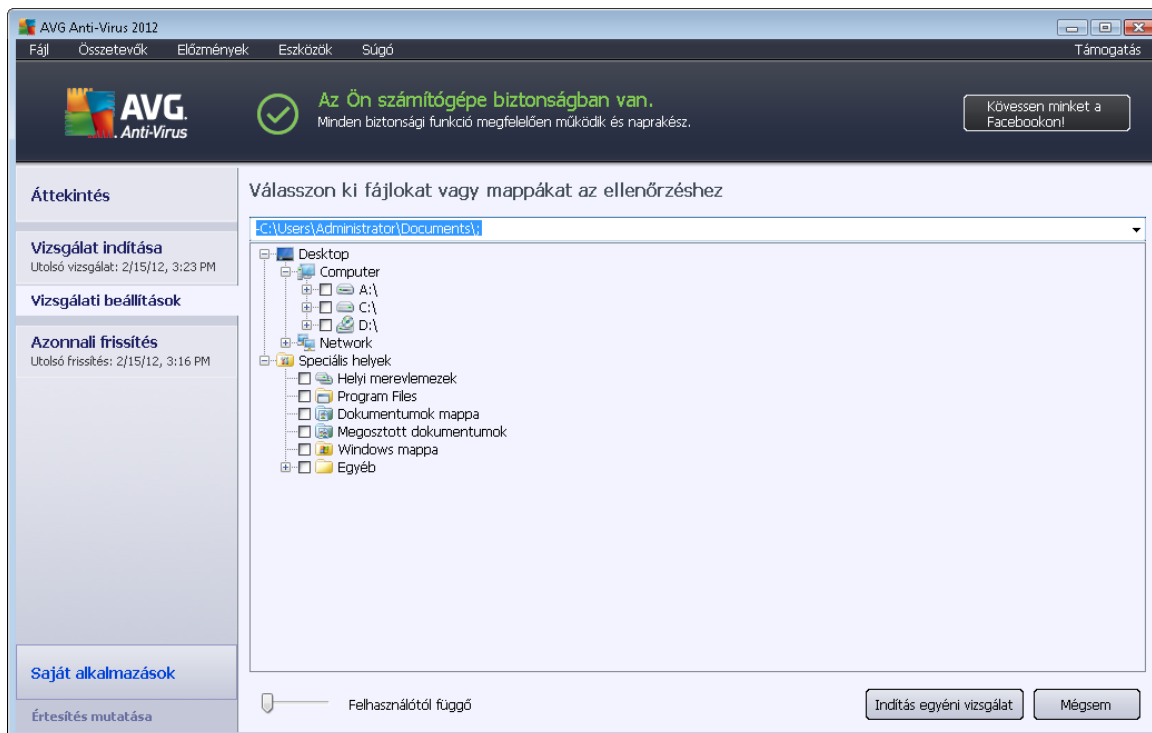 AVG Anti-Virus 2012
Fájl Összetevők Előzmények Eszközök Súgó Támogatás
AVG.
Anti-Virus
Az Ön számítógépe biztonságban van.
Minden biztonsági funkció megfelelően működik és naprakész.
Kövessen minket a
Facebookon!
Áttekintés
Vizsgálat indítása
Utolsó vizsgálat: 2/15/12, 3:23 PM
Vizsgálati beállítások
Azonnali frissítés
Utolsó frissítés: 2/15/12, 3:16 PM
Saját alkalmazások
Értesítés mutatása
Válasszon ki fájlokat vagy mappákat az ellenőrzéshez
-C:\Users\Administrator\Documents\;
Desktop
Computer
A:\
C:\
D:\
Network
Speciális helyek
Helyi merevlemezek
Program Files
Dokumentumok mappa
Megosztott dokumentumok
Windows mappa
Egyéb
Felhasználótól függő
Indítás egyéni vizsgálat
Mégsem